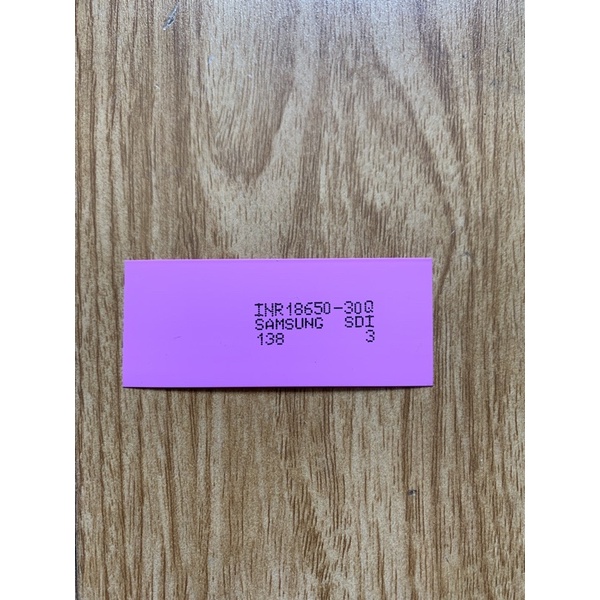 INR18650-30Q
SAMSUNG SDI
138 3